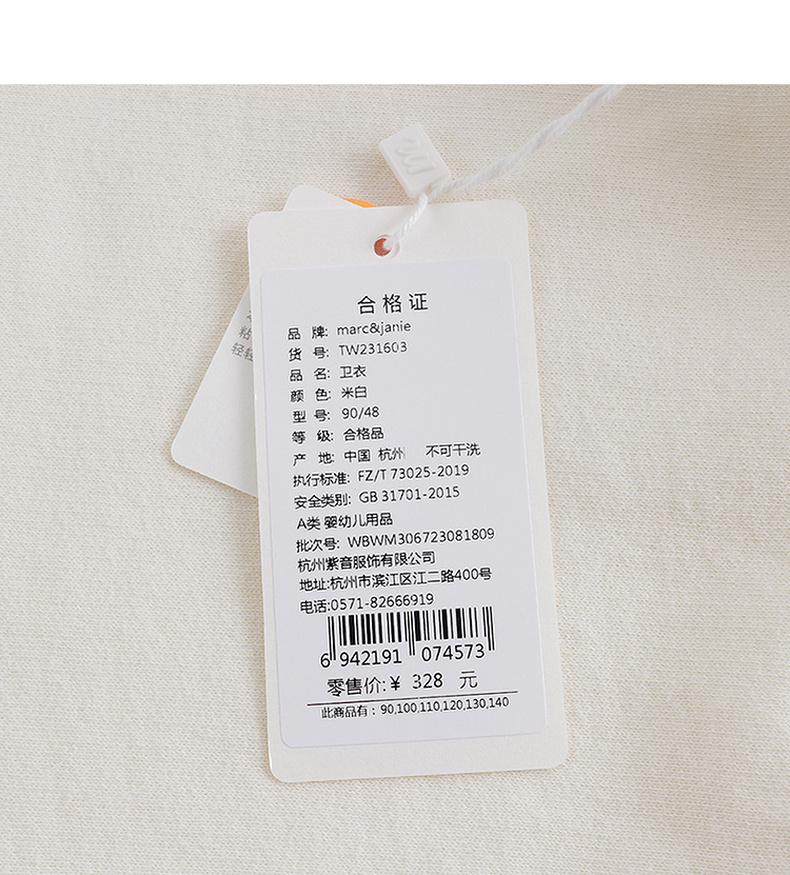 合格证
品 牌: marc&janie
货 号: TW231603
品 名: 卫衣
颜 色: 米白
型 号: 90/48
等 级: 合格品
产 地: 中国 杭州 不可干洗
执行标准: FZ/T 73025-2019
安全类别: GB 31701-2015
A类 婴幼儿用品
批次号: WBWM306723081809
杭州紫音服饰有限公司
地址:杭州市滨江区江二路400号
电话:0571-82666919
6 942191 074573
零售价:¥ 328 元
此商品有: 90,100,110,120,130,140
粘
轻轻